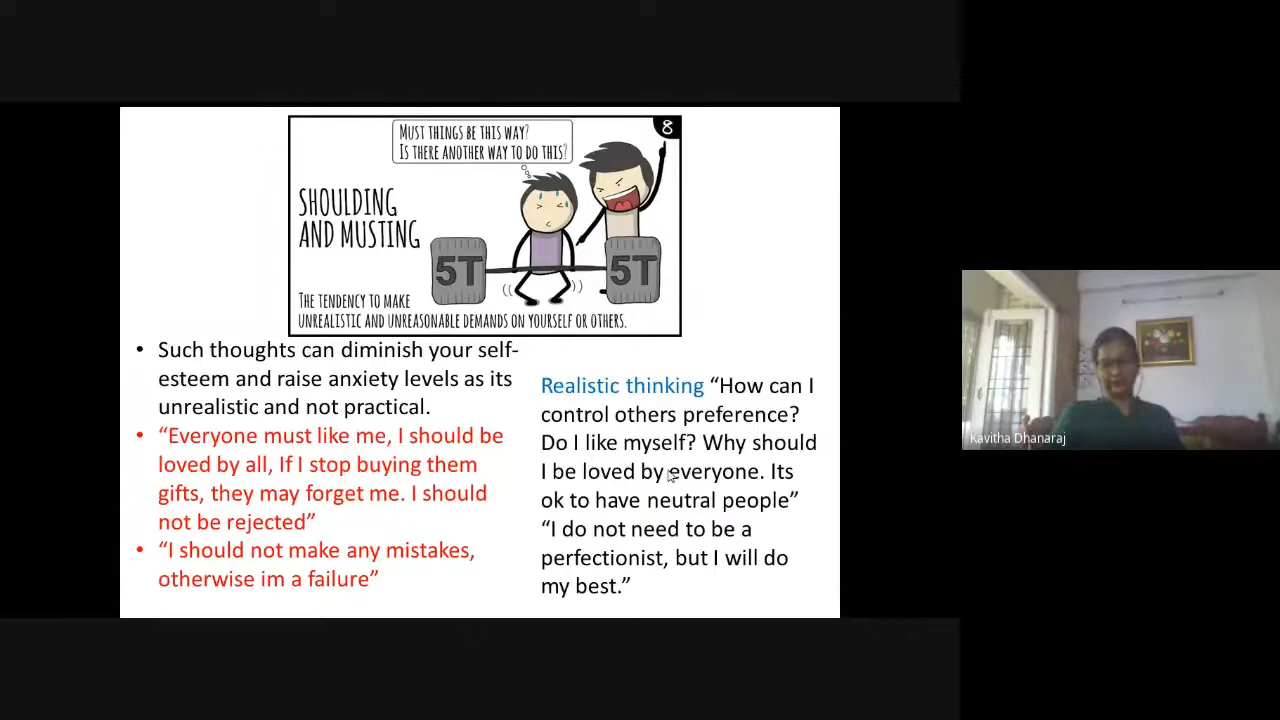 MUST THINGS BE THIS WAY?
IS THERE ANOTHER WAY TO DO THIS?
8
SHOULDING
AND MUSTING
5T
5T
THE TENDENCY TO MAKE
UNREALISTIC AND UNREASONABLE DEMANDS ON YOURSELF OR OTHERS.
• Such thoughts can diminish your self-
esteem and raise anxiety levels as its
unrealistic and not practical.
• “Everyone must like me, I should be
loved by all, If I stop buying them
gifts, they may forget me. I should
not be rejected”
• “I should not make any mistakes,
otherwise im a failure”
Realistic thinking “How can I
control others preference?
Do I like myself? Why should
I be loved by everyone. Its
ok to have neutral people”
“I do not need to be a
perfectionist, but I will do
my best.”
Kavitha Dhanaraj